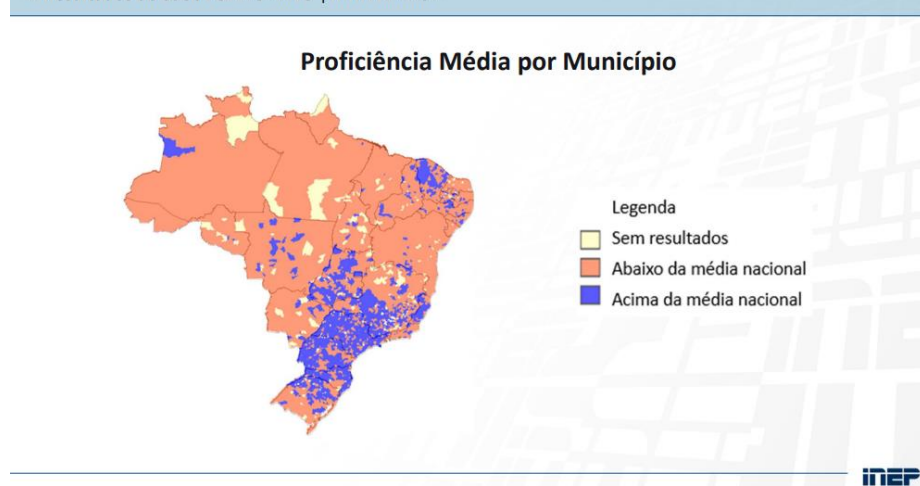 Proficiência Média por Município
Legenda
Sem resultados
Abaixo da média nacional
Acima da média nacional
inep